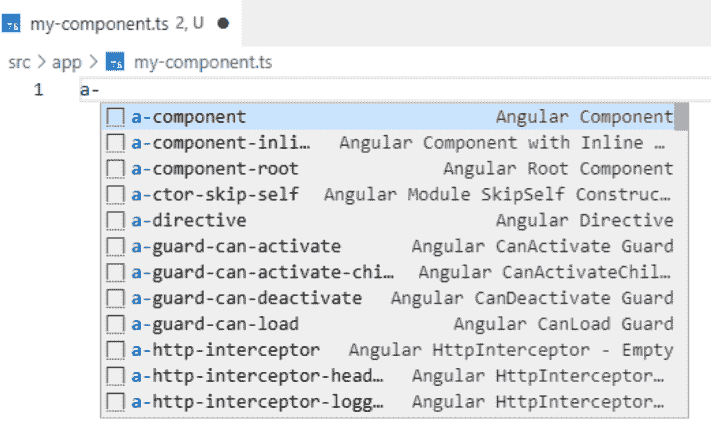 my-component.ts 2, U
src > app > my-component.ts
1 a-
a-component Angular Component
a-component-inli… Angular Component with Inline …
a-component-root Angular Root Component
a-ctor-skip-self Angular Module SkipSelf Construc…
a-directive Angular Directive
a-guard-can-activate Angular CanActivate Guard
a-guard-can-activate-chi… Angular CanActivateChil…
a-guard-can-deactivate Angular CanDeactivate Guard
a-guard-can-load Angular CanLoad Guard
a-http-interceptor Angular HttpInterceptor - Empty
a-http-interceptor-head… Angular HttpInterceptor…
a-http-interceptor-logg… Angular HttpInterceptor…